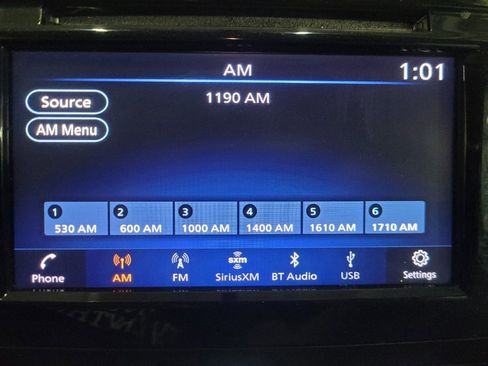 AM
1:01
Source
1190 AM
AM Menu
1 2 3 4 5 6
530 AM 600 AM 1000 AM 1400 AM 1610 AM 1710 AM
sxm
Phone AM FM SiriusXM BT Audio USB Settings